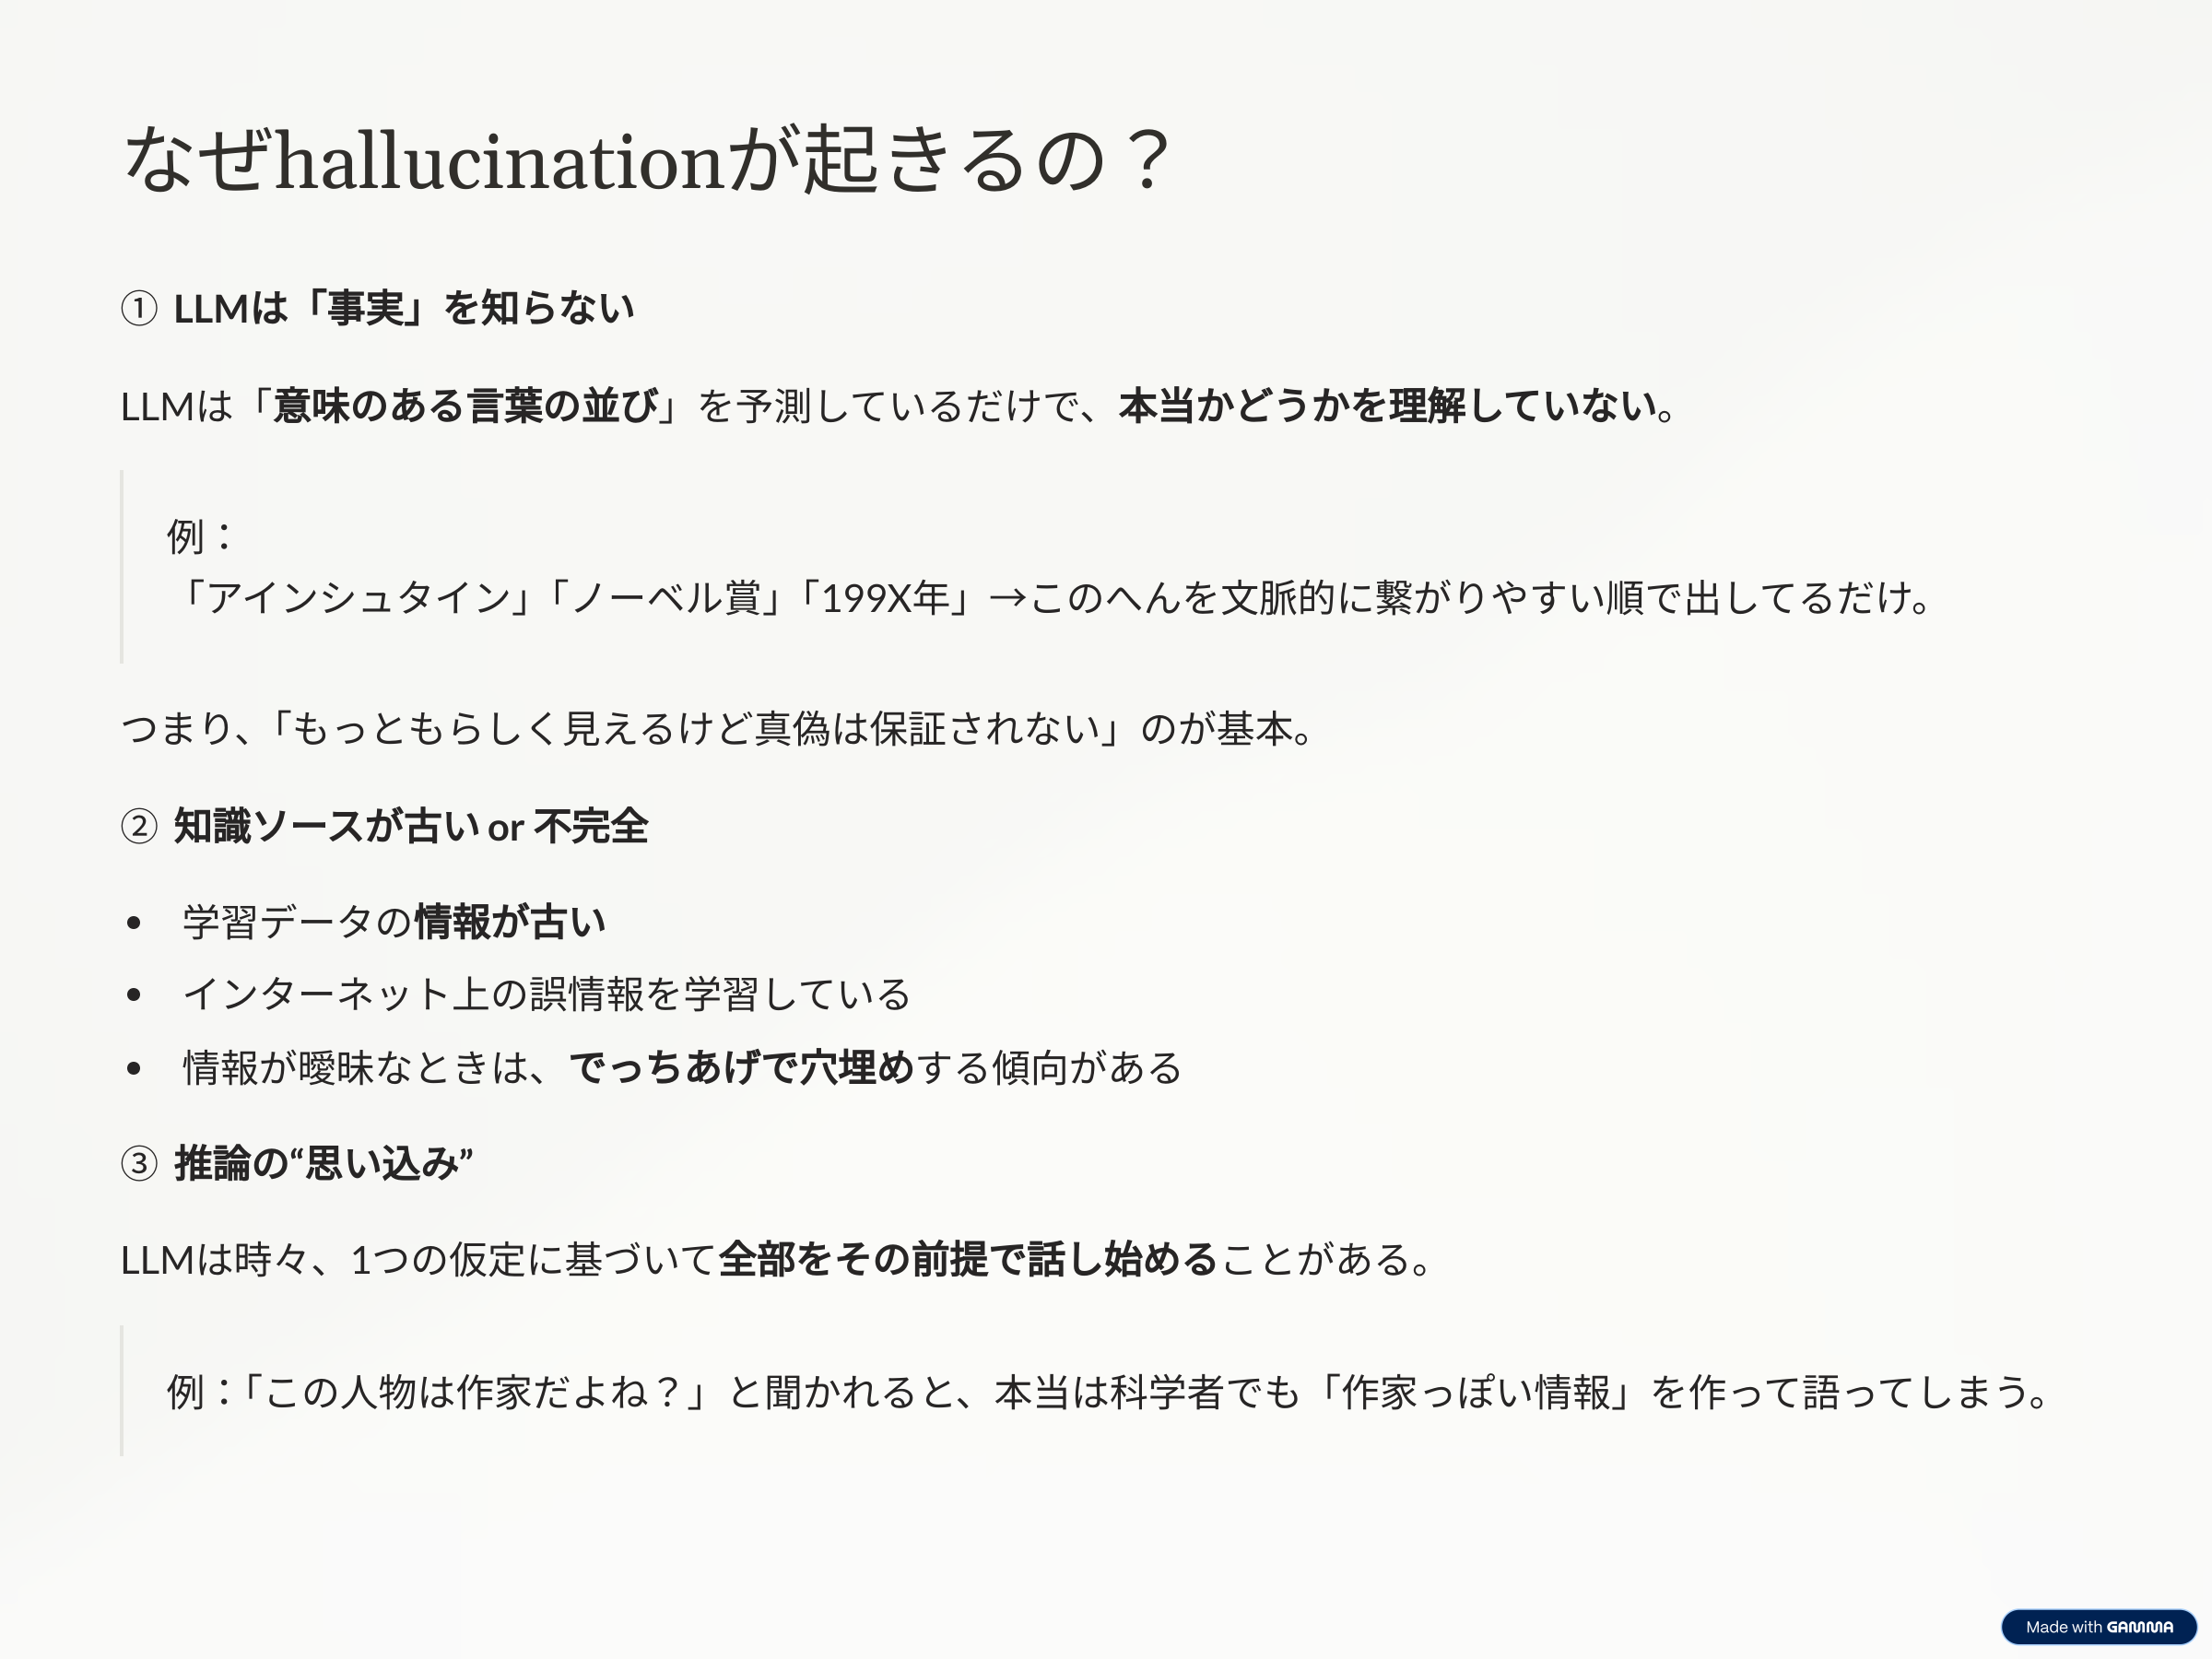 なぜhallucinationが起きるの？
① LLMは「事実」を知らない
LLMは「意味のある言葉の並び」を予測しているだけで、本当かどうかを理解していない。
例：
「アインシュタイン」「ノーベル賞」「199X年」→このへんを文脈的に繋がりやすい順で出してるだけ。
つまり、「もっともらしく見えるけど真偽は保証されない」のが基本。
② 知識ソースが古い or 不完全
• 学習データの情報が古い
• インターネット上の誤情報を学習している
• 情報が曖昧なときは、でっちあげで穴埋めする傾向がある
③ 推論の“思い込み”
LLMは時々、1つの仮定に基づいて全部をその前提で話し始めることがある。
例：「この人物は作家だよね？」と聞かれると、本当は科学者でも「作家っぽい情報」を作って語ってしまう。
Made with GAMMA